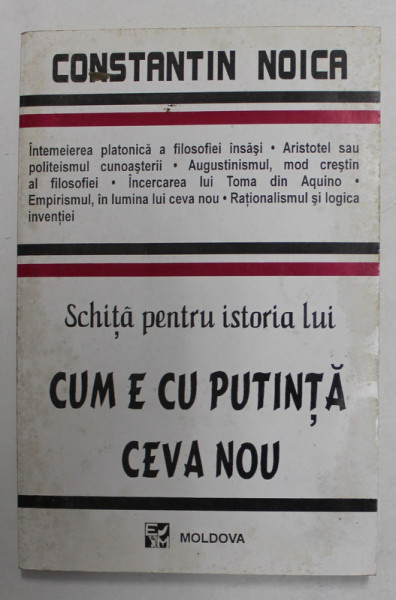 CONSTANTIN NOICA
Întemeierea platonică a filosofiei însăşi • Aristotel sau
politeismul cunoaşterii • Augustinismul, mod creştin
al filosofiei • Încercarea lui Toma din Aquino •
Empirismul, în lumina lui ceva nou • Raţionalismul şi logica
invenţiei
Schiţă pentru istoria lui
CUM E CU PUTINŢĂ
CEVA NOU
MOLDOVA